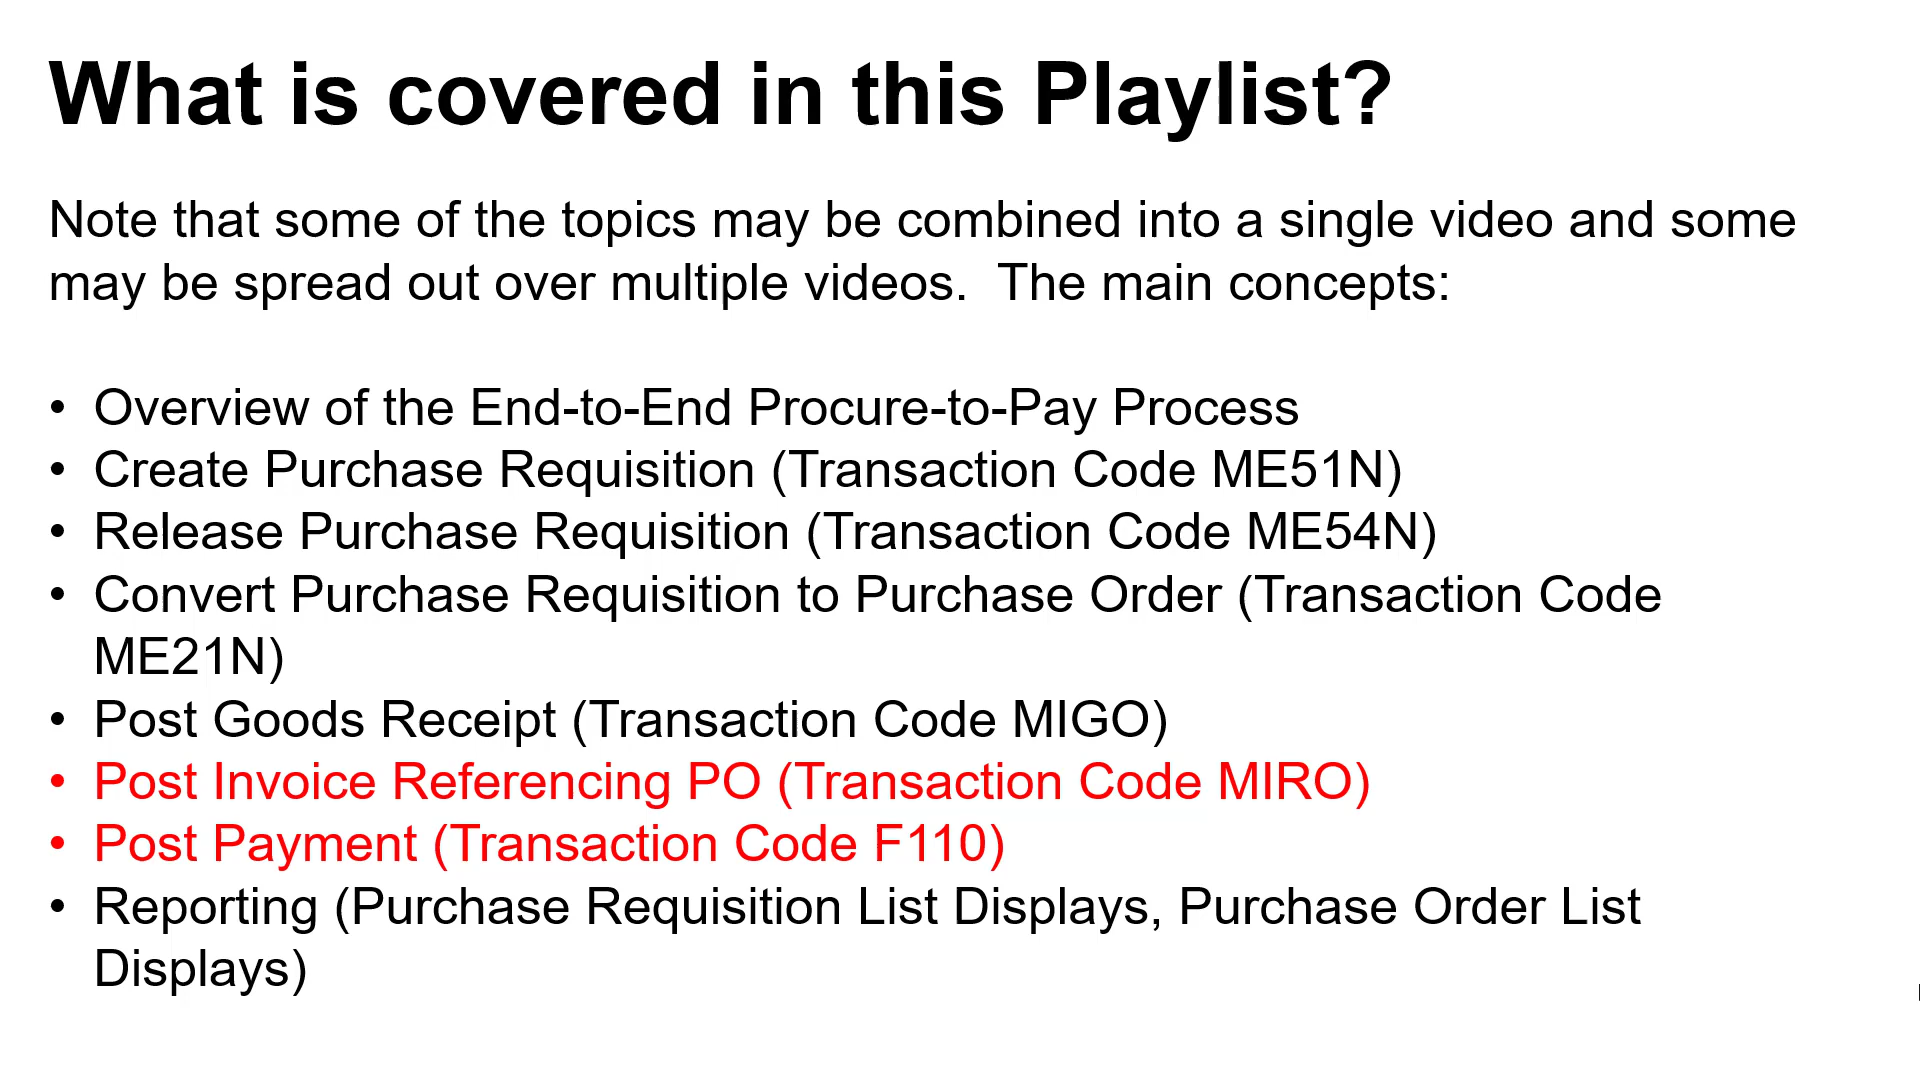 What is covered in this Playlist?
Note that some of the topics may be combined into a single video and some
may be spread out over multiple videos.  The main concepts:
• Overview of the End-to-End Procure-to-Pay Process
• Create Purchase Requisition (Transaction Code ME51N)
• Release Purchase Requisition (Transaction Code ME54N)
• Convert Purchase Requisition to Purchase Order (Transaction Code
ME21N)
• Post Goods Receipt (Transaction Code MIGO)
• Post Invoice Referencing PO (Transaction Code MIRO)
• Post Payment (Transaction Code F110)
• Reporting (Purchase Requisition List Displays, Purchase Order List
Displays)